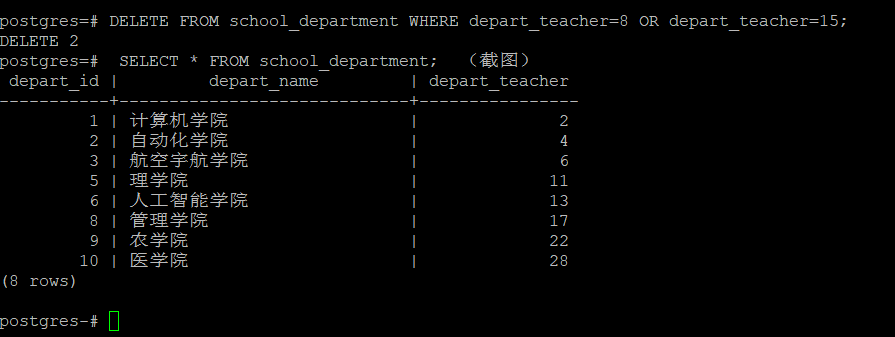 postgres=# DELETE FROM school_department WHERE depart_teacher=8 OR depart_teacher=15;
DELETE 2
postgres=#  SELECT * FROM school_department;  （截图）
 depart_id |         depart_name         | depart_teacher
-----------+-----------------------------+----------------
         1 | 计算机学院                  |              2
         2 | 自动化学院                  |              4
         3 | 航空宇航学院                |              6
         5 | 理学院                      |             11
         6 | 人工智能学院                |             13
         8 | 管理学院                    |             17
         9 | 农学院                      |             22
        10 | 医学院                      |             28
(8 rows)
postgres-#